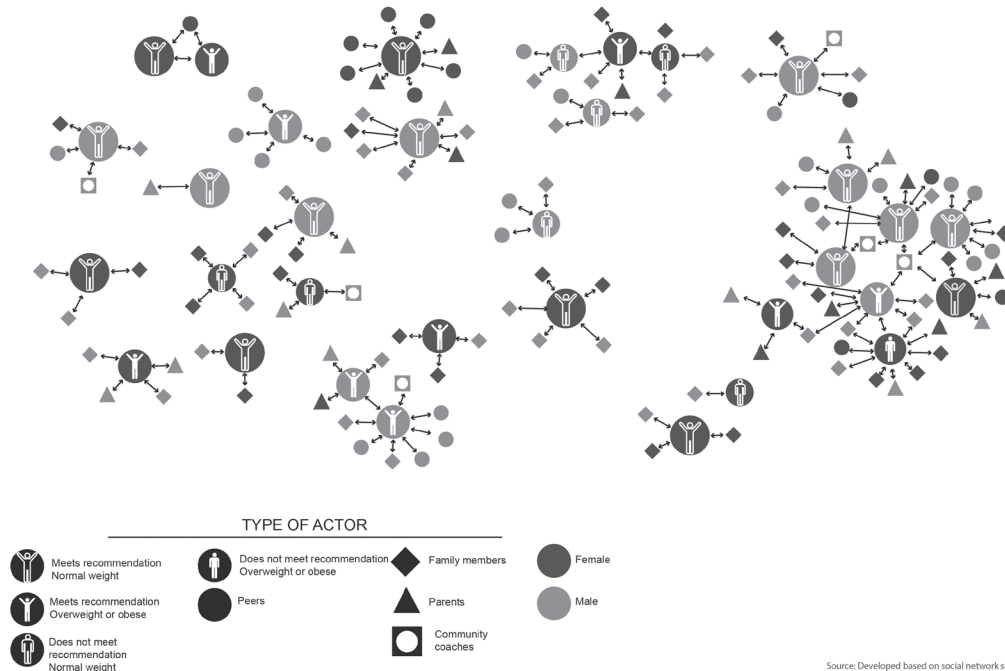 TYPE OF ACTOR
Meets recommendation
Normal weight
Meets recommendation
Overweight or obese
Does not meet
recommendation
Normal weight
Does not meet recommendation
Overweight or obese
Peers
Family members
Parents
Community
coaches
Female
Male
Source: Developed based on social network s